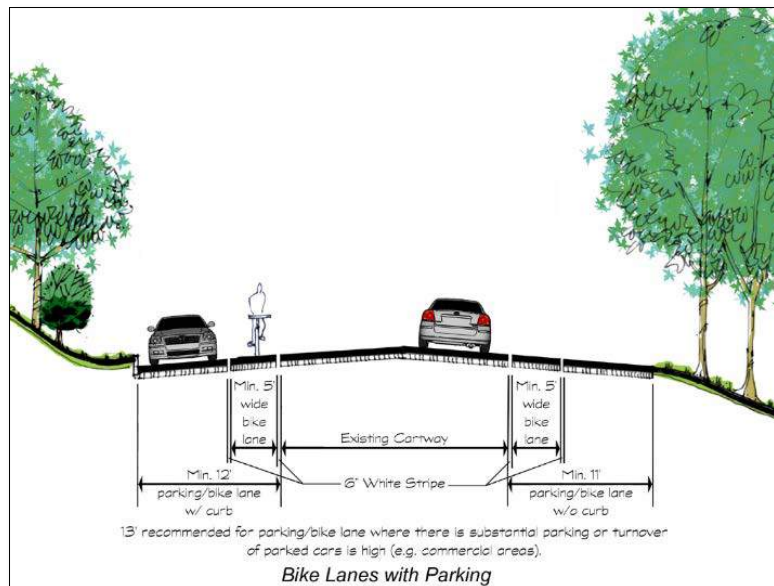 Min. 5'
wide
bike
lane
Existing Cartway
Min. 5'
wide
bike
lane
Min. 12'
parking/bike lane
w/ curb
6" White Stripe
Min. 11'
parking/bike lane
w/o curb
13' recommended for parking/bike lane where there is substantial parking or turnover
of parked cars is high (e.g. commercial areas).
Bike Lanes with Parking